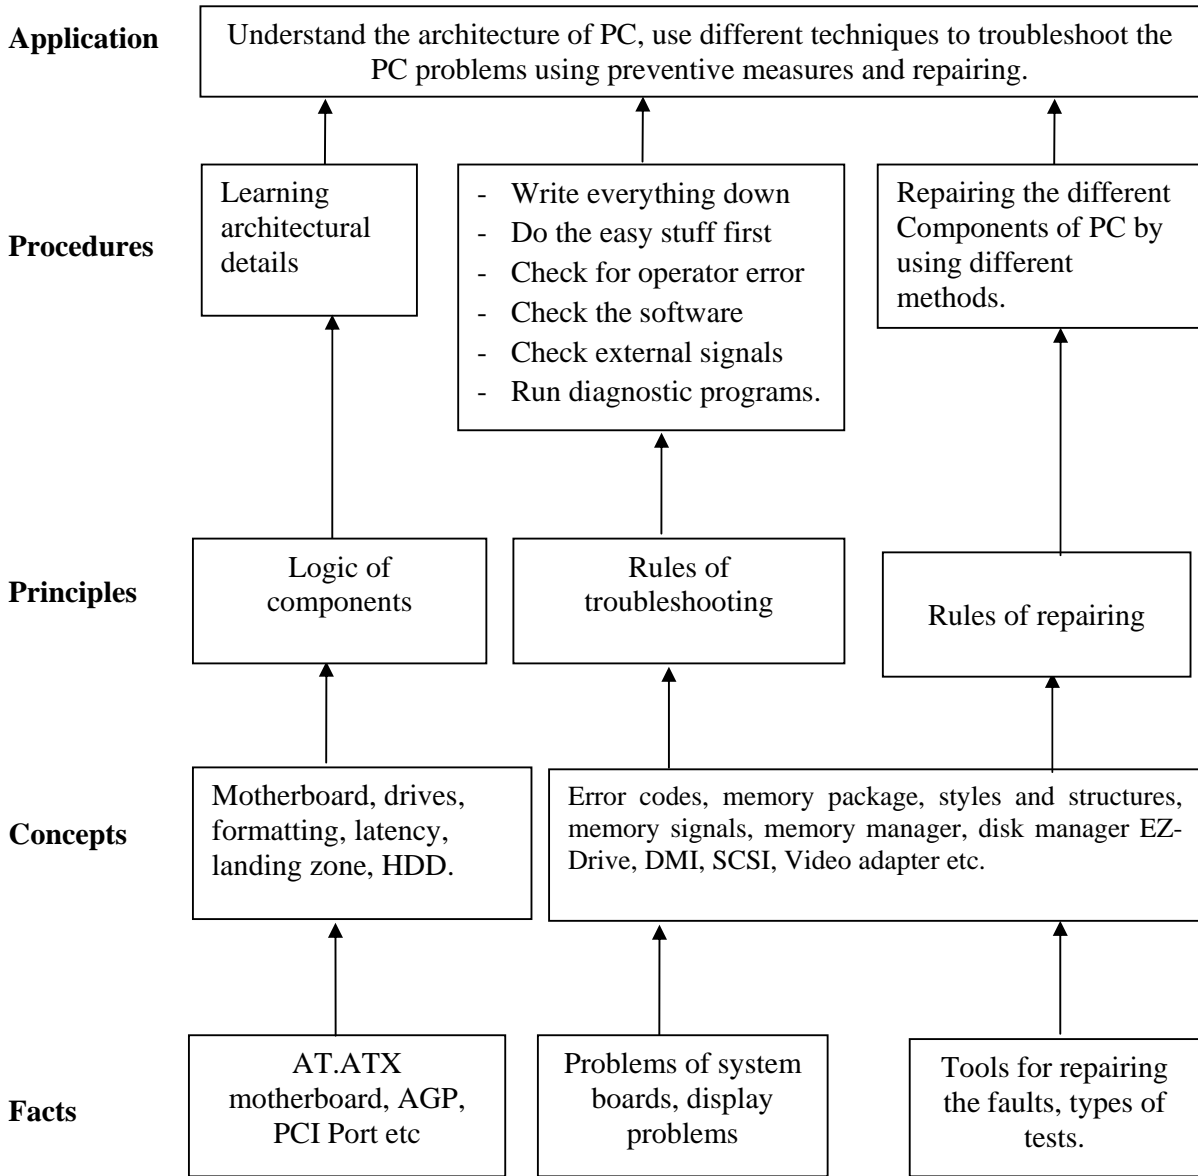 Application
Understand the architecture of PC, use different techniques to troubleshoot the
PC problems using preventive measures and repairing.
Procedures
Learning
architectural
details
- Write everything down
- Do the easy stuff first
- Check for operator error
- Check the software
- Check external signals
- Run diagnostic programs.
Repairing the different
Components of PC by
using different
methods.
Principles
Logic of
components
Rules of
troubleshooting
Rules of repairing
Concepts
Motherboard, drives,
formatting, latency,
landing zone, HDD.
Error codes, memory package, styles and structures,
memory signals, memory manager, disk manager EZ-
Drive, DMI, SCSI, Video adapter etc.
Facts
AT.ATX
motherboard, AGP,
PCI Port etc
Problems of system
boards, display
problems
Tools for repairing
the faults, types of
tests.